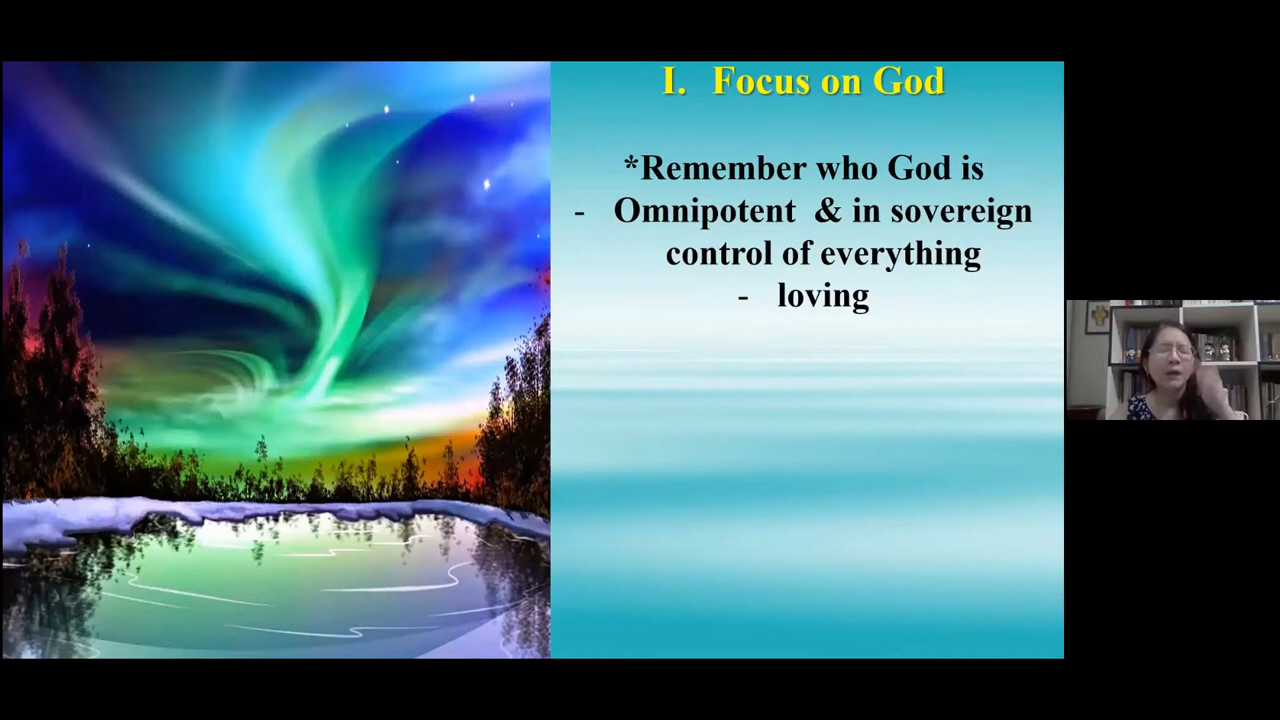 I. Focus on God
*Remember who God is
- Omnipotent & in sovereign
control of everything
- loving